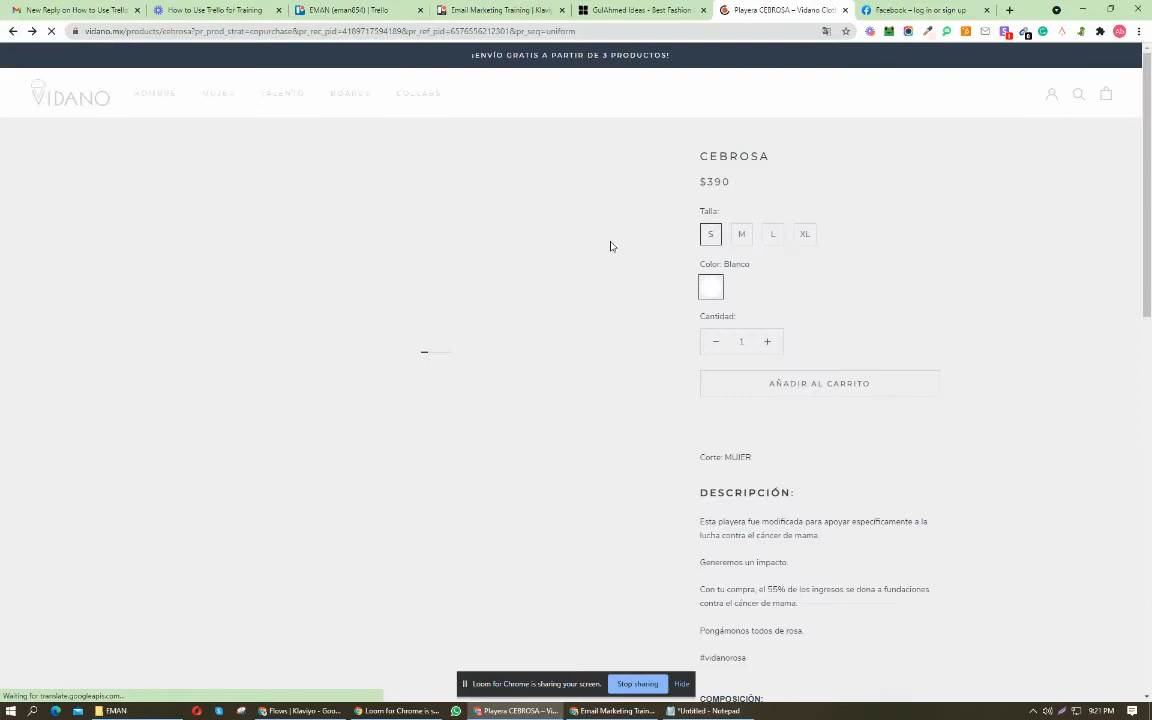 New Reply on How to Use Trello
How to Use Trello for Training
EMAN (eman854) | Trello
Email Marketing Training | Klavi
GulAhmed Ideas - Best Fashion
Playera CEBROSA – Vidano Clot
Facebook – log in or sign up
vidano.mx/products/cebrosa?pr_prod_strat=copurchase&pr_rec_pid=4189717594189&pr_ref_pid=6576556212301&pr_seq=uniform
¡ENVÍO GRATIS A PARTIR DE 3 PRODUCTOS!
VIDANO
HOMBRE MUJER TALENTO BOARDS COLLABS
CEBROSA
$390
Talla:
S M L XL
Color: Blanco
Cantidad:
− 1 +
AÑADIR AL CARRITO
Corte: MUJER
DESCRIPCIÓN:
Esta playera fue modificada para apoyar específicamente a la
lucha contra el cáncer de mama.
Generemos un impacto.
Con tu compra, el 55% de los ingresos se dona a fundaciones
contra el cáncer de mama.
Pongámonos todos de rosa.
#vidanorosa
Loom for Chrome is sharing your screen. Stop sharing Hide
Waiting for translate.googleapis.com...
COMPOSICIÓN:
EMAN
Flows | Klaviyo - Goo...
Loom for Chrome is s...
Playera CEBROSA – Vi...
Email Marketing Train...
*Untitled - Notepad
9:21 PM